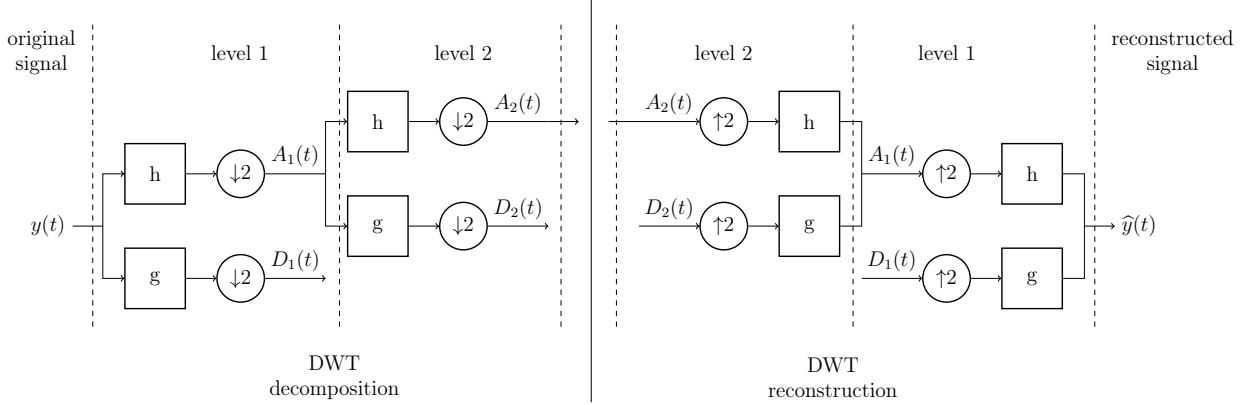 original
signal
level 1
level 2
h
↓2
A₂(t)
h
↓2
A₁(t)
y(t)
g
↓2
D₂(t)
g
↓2
D₁(t)
DWT
decomposition
level 2
level 1
reconstructed
signal
A₂(t)
↑2
h
A₁(t)
↑2
h
D₂(t)
↑2
g
ŷ(t)
D₁(t)
↑2
g
DWT
reconstruction